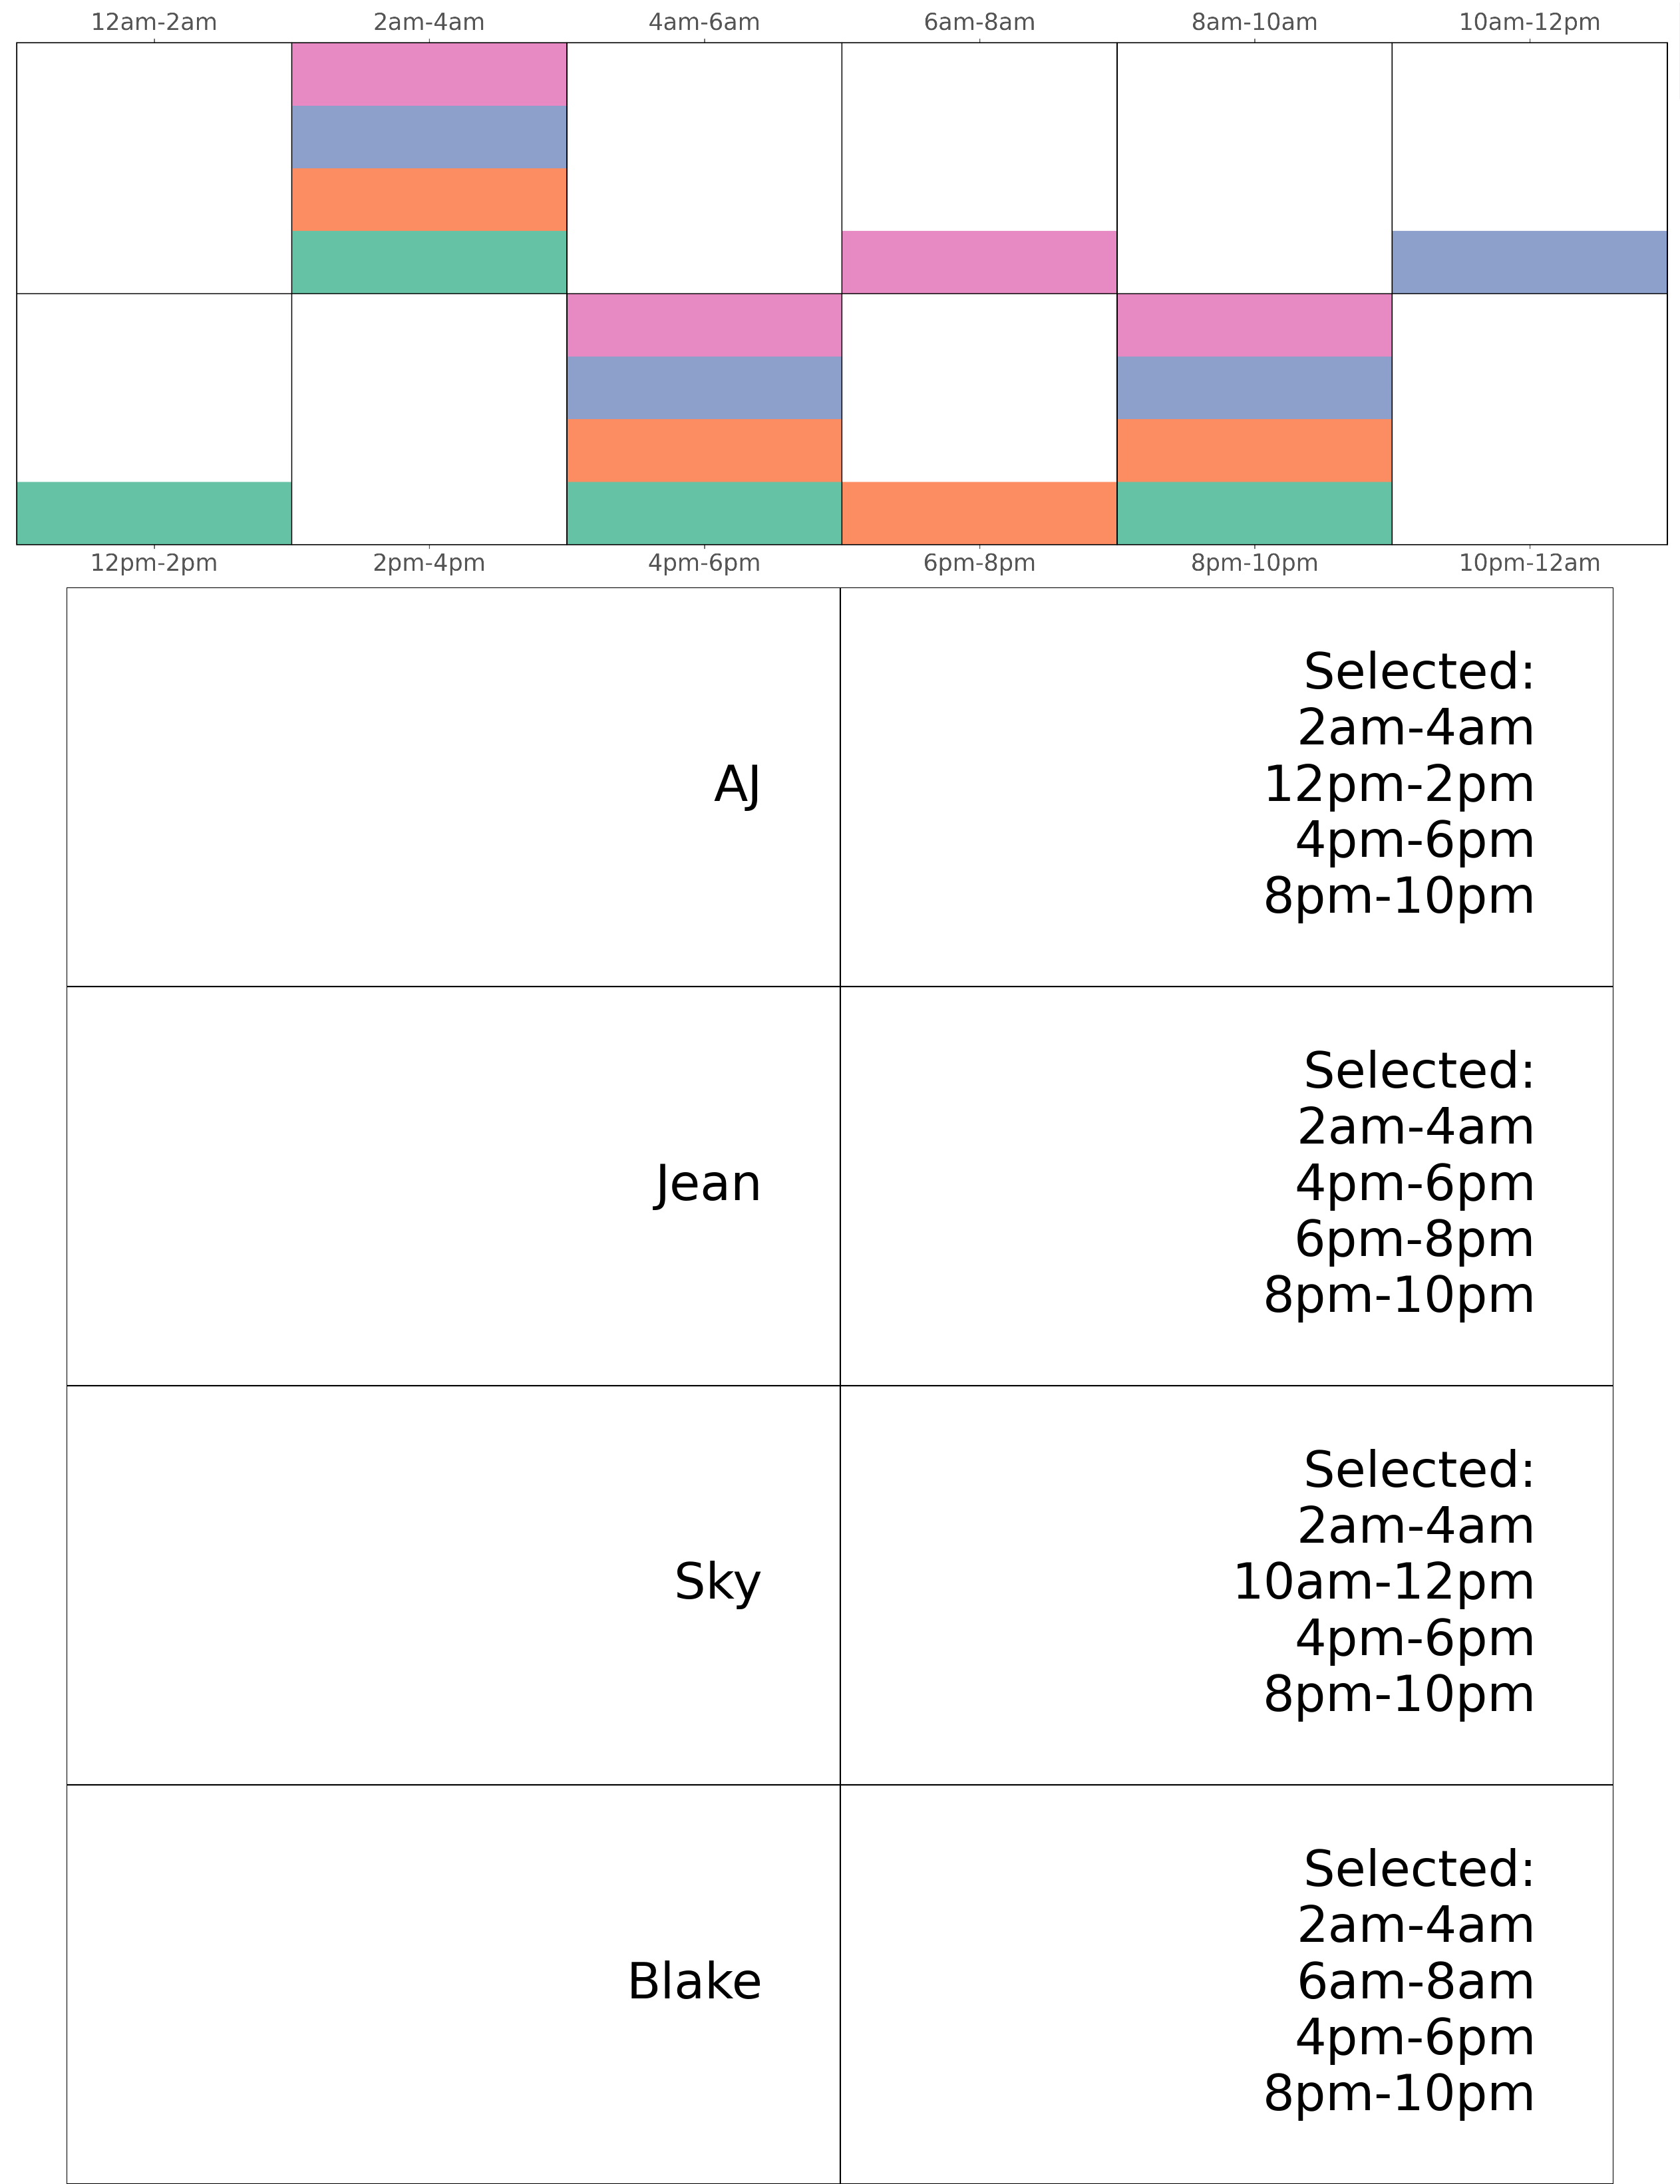 12am-2am 2am-4am 4am-6am 6am-8am 8am-10am 10am-12pm
12pm-2pm 2pm-4pm 4pm-6pm 6pm-8pm 8pm-10pm 10pm-12am
AJ
Selected:
2am-4am
12pm-2pm
4pm-6pm
8pm-10pm
Jean
Selected:
2am-4am
4pm-6pm
6pm-8pm
8pm-10pm
Sky
Selected:
2am-4am
10am-12pm
4pm-6pm
8pm-10pm
Blake
Selected:
2am-4am
6am-8am
4pm-6pm
8pm-10pm